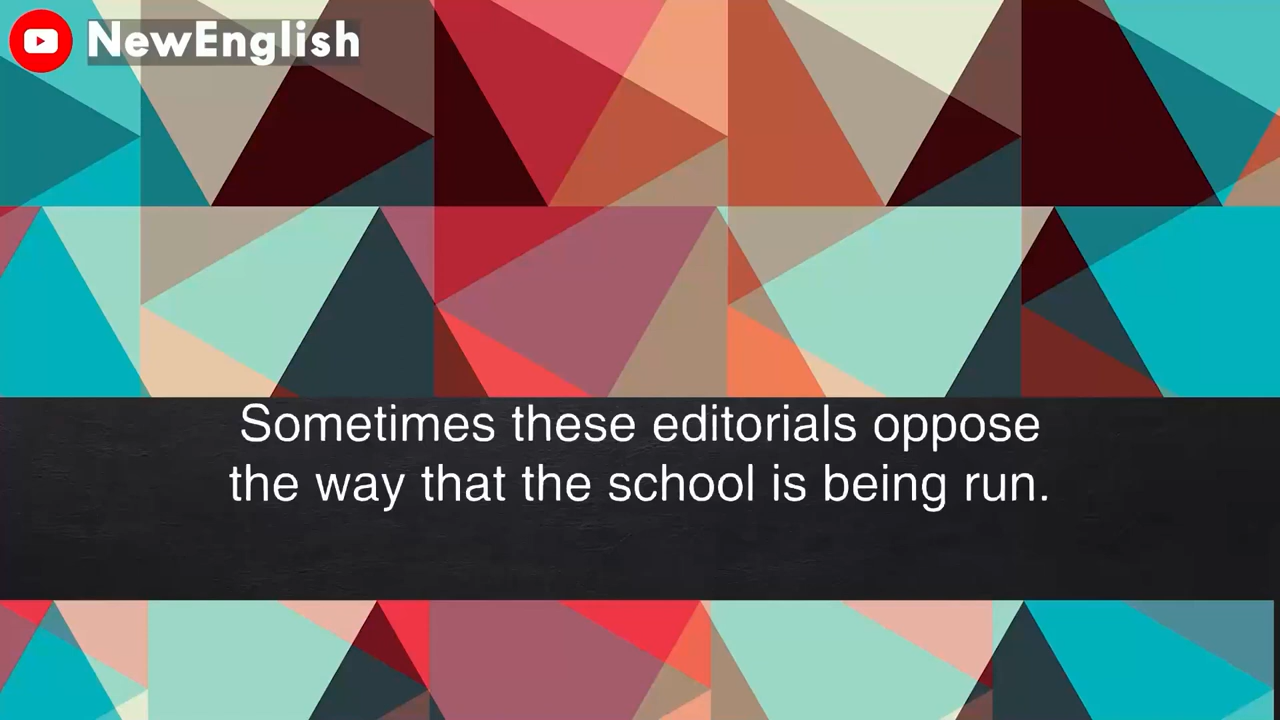 NewEnglish
Sometimes these editorials oppose
the way that the school is being run.